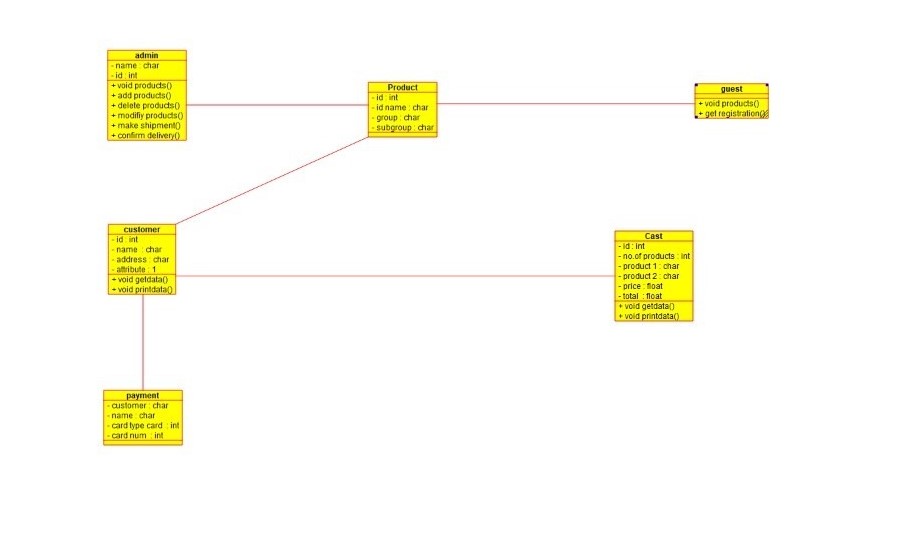 admin
- name : char
- id : int
+ void products()
+ add products()
+ delete products()
+ modifiy products()
+ make shipment()
+ confirm delivery()
Product
- id : int
- id name : char
- group : char
- subgroup : char
guest
+ void products()
+ get registration()
customer
- id : int
- name : char
- address : char
- attribute : 1
+ void getdata()
+ void printdata()
Cast
- id : int
- no.of products : int
- product 1 : char
- product 2 : char
- price : float
- total : float
+ void getdata()
+ void printdata()
payment
- customer : char
- name : char
- card type card : int
- card num : int